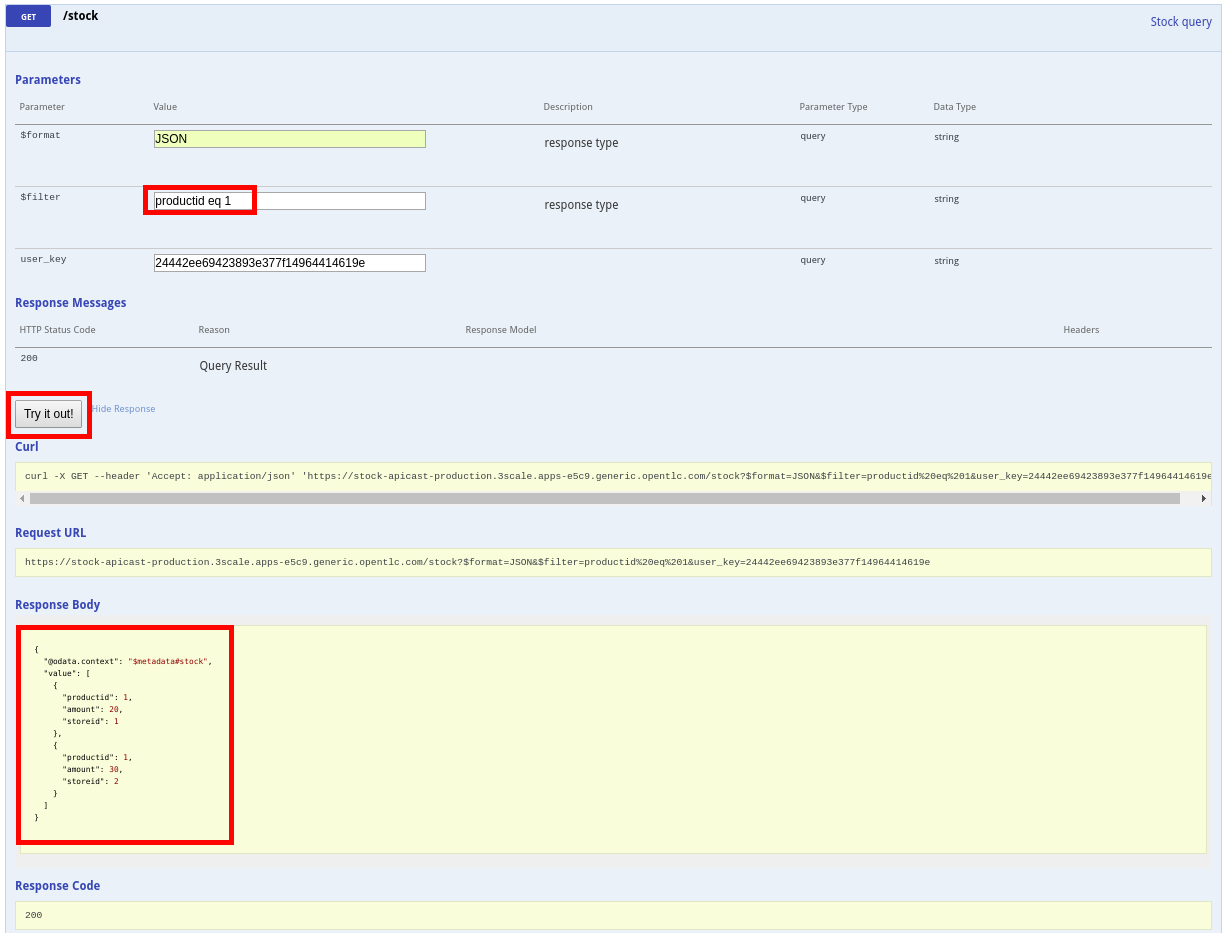 GET /stock Stock query
Parameters
Parameter Value Description Parameter Type Data Type
$format JSON response type query string
$filter productid eq 1 response type query string
user_key 24442ee69423893e377f14964414619e query string
Response Messages
HTTP Status Code Reason Response Model Headers
200 Query Result
Try it out! Hide Response
Curl
curl -X GET --header 'Accept: application/json' 'https://stock-apicast-production.3scale.apps-e5c9.generic.opentlc.com/stock?$format=JSON&$filter=productid%20eq%201&user_key=24442ee69423893e377f14964414619e
Request URL
https://stock-apicast-production.3scale.apps-e5c9.generic.opentlc.com/stock?$format=JSON&$filter=productid%20eq%201&user_key=24442ee69423893e377f14964414619e
Response Body
{
"@odata.context": "$metadata#stock",
"value": [
{
"productid": 1,
"amount": 20,
"storeid": 1
},
{
"productid": 1,
"amount": 30,
"storeid": 2
}
]
}
Response Code
200